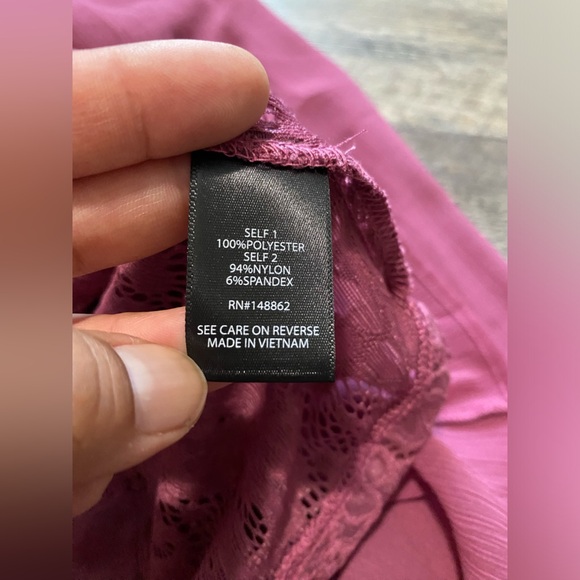 SELF 1
100%POLYESTER
SELF 2
94%NYLON
6%SPANDEX
RN#148862
SEE CARE ON REVERSE
MADE IN VIETNAM